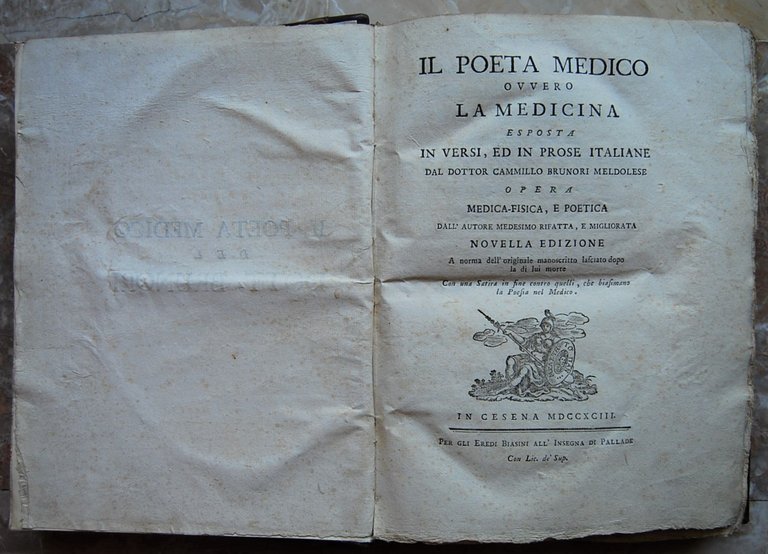 IL POETA MEDICO
OVVERO
LA MEDICINA
ESPOSTA
IN VERSI, ED IN PROSE ITALIANE
DAL DOTTOR CAMMILLO BRUNORI MELDOLESE
OPERA
MEDICA-FISICA, E POETICA
DALL' AUTORE MEDESIMO RIFATTA, E MIGLIORATA
NOVELLA EDIZIONE
A norma dell' originale manoscritto lasciato dopo
la di lui morte
Con una Satira in fine contro quelli, che biasimano
la Poesia nel Medico.
IN CESENA MDCCXCIII.
PER GLI EREDI BIASINI ALL' INSEGNA DI PALLADE
Con Lic. de' Sup.